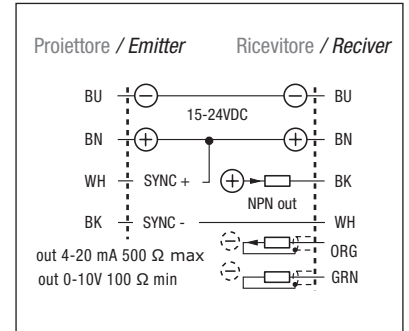 Proiettore / Emitter Ricevitore / Reciver
BU BU
15-24VDC
BN BN
WH SYNC + BK
NPN out
BK SYNC - WH
out 4-20 mA 500 Ω max ORG
out 0-10V 100 Ω min GRN